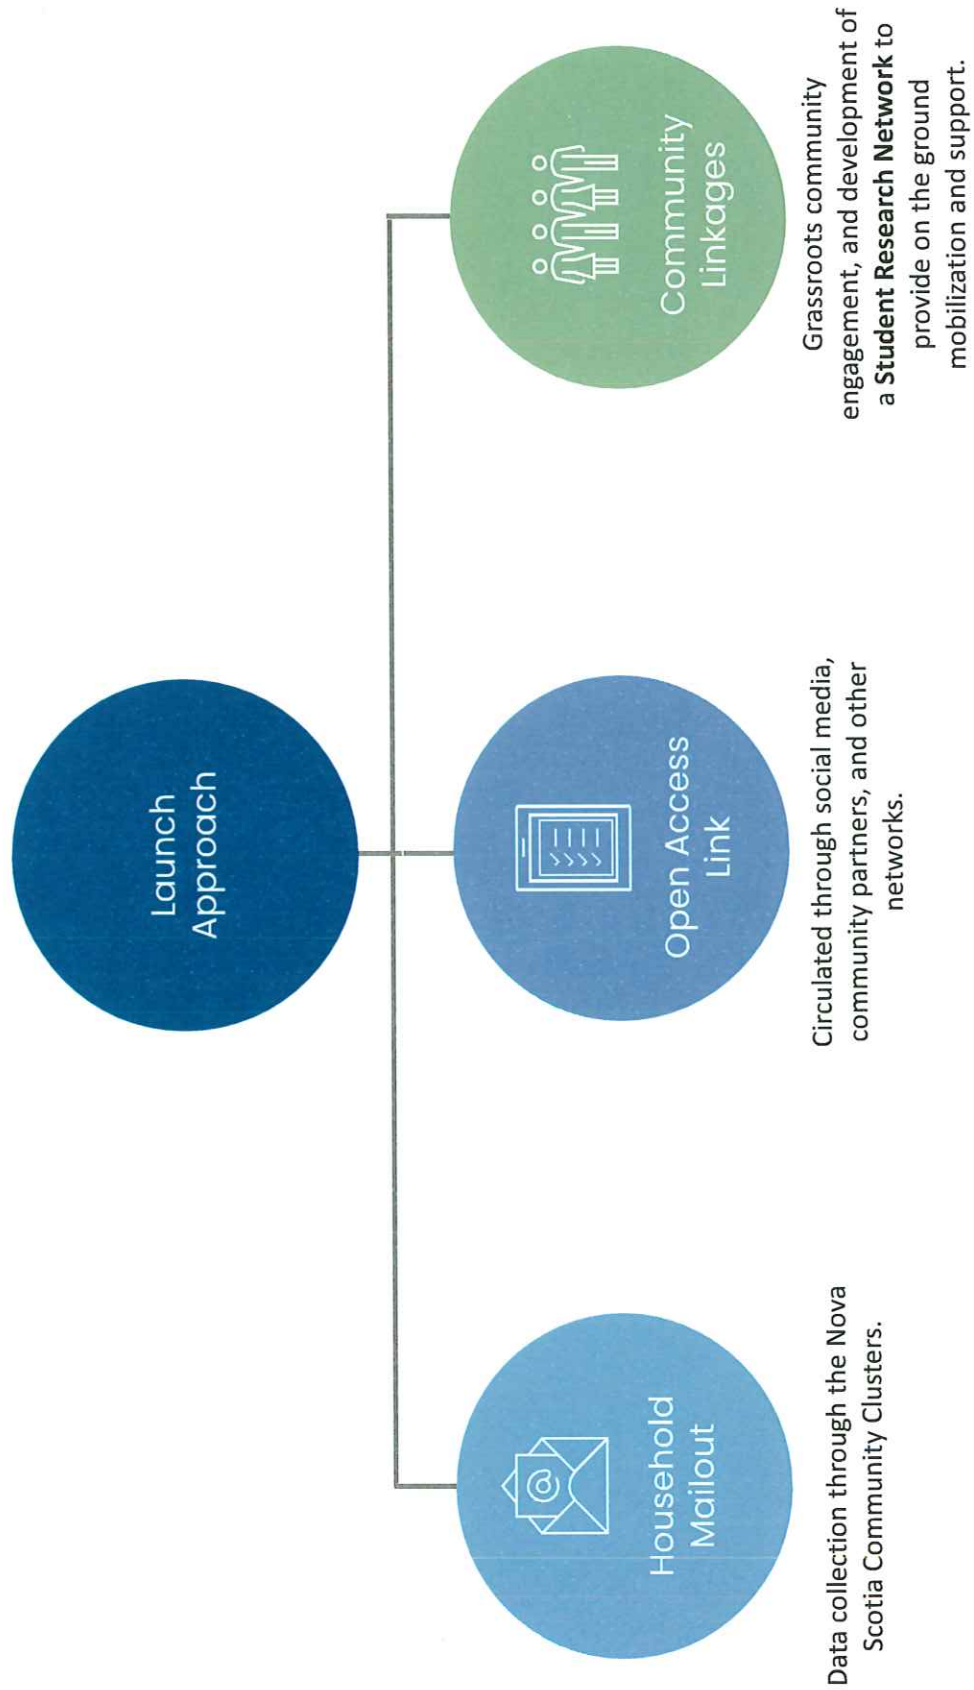 Launch
Approach
Household
Mailout
Data collection through the Nova
Scotia Community Clusters.
Open Access
Link
Circulated through social media,
community partners, and other
networks.
Community
Linkages
Grassroots community
engagement, and development of
a Student Research Network to
provide on the ground
mobilization and support.